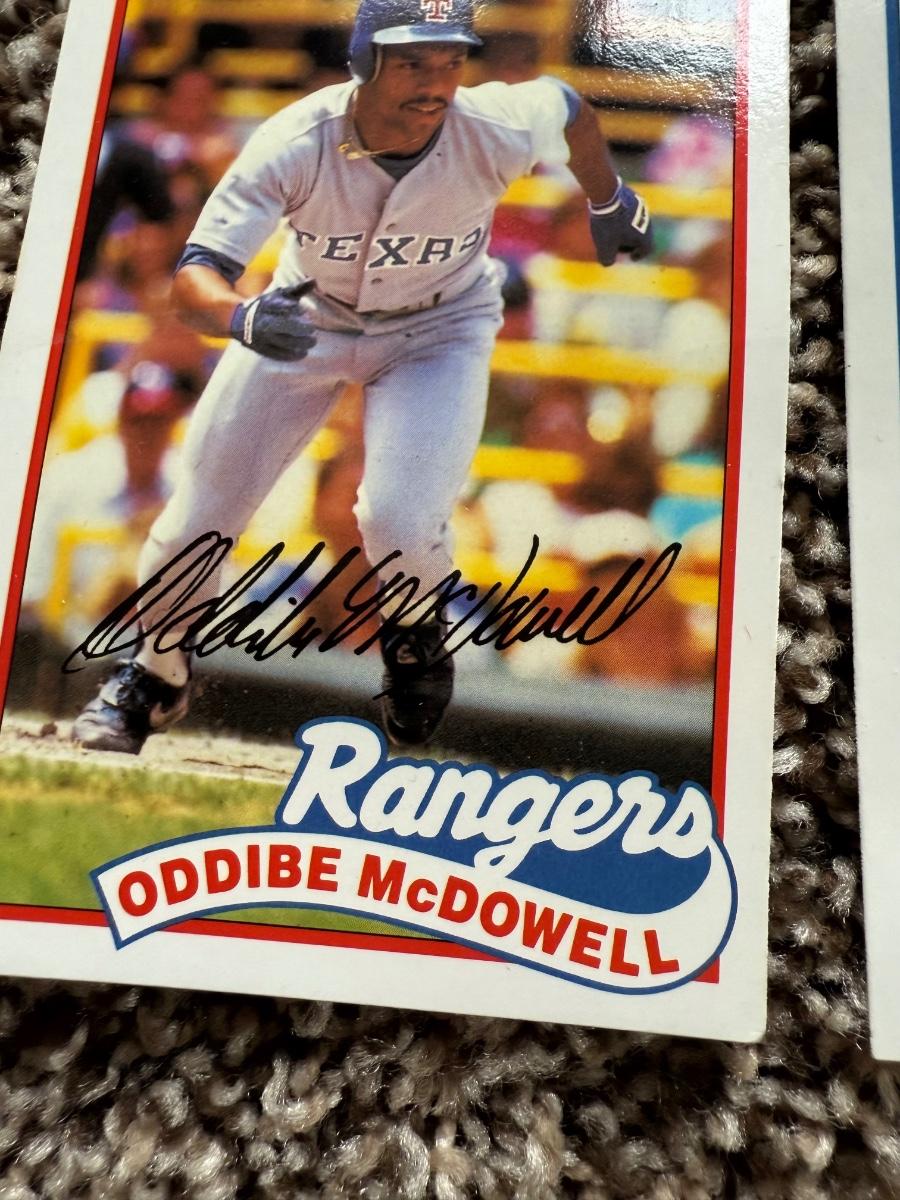 T
TEXAS
Oddibe McDowell
Rangers
ODDIBE McDOWELL